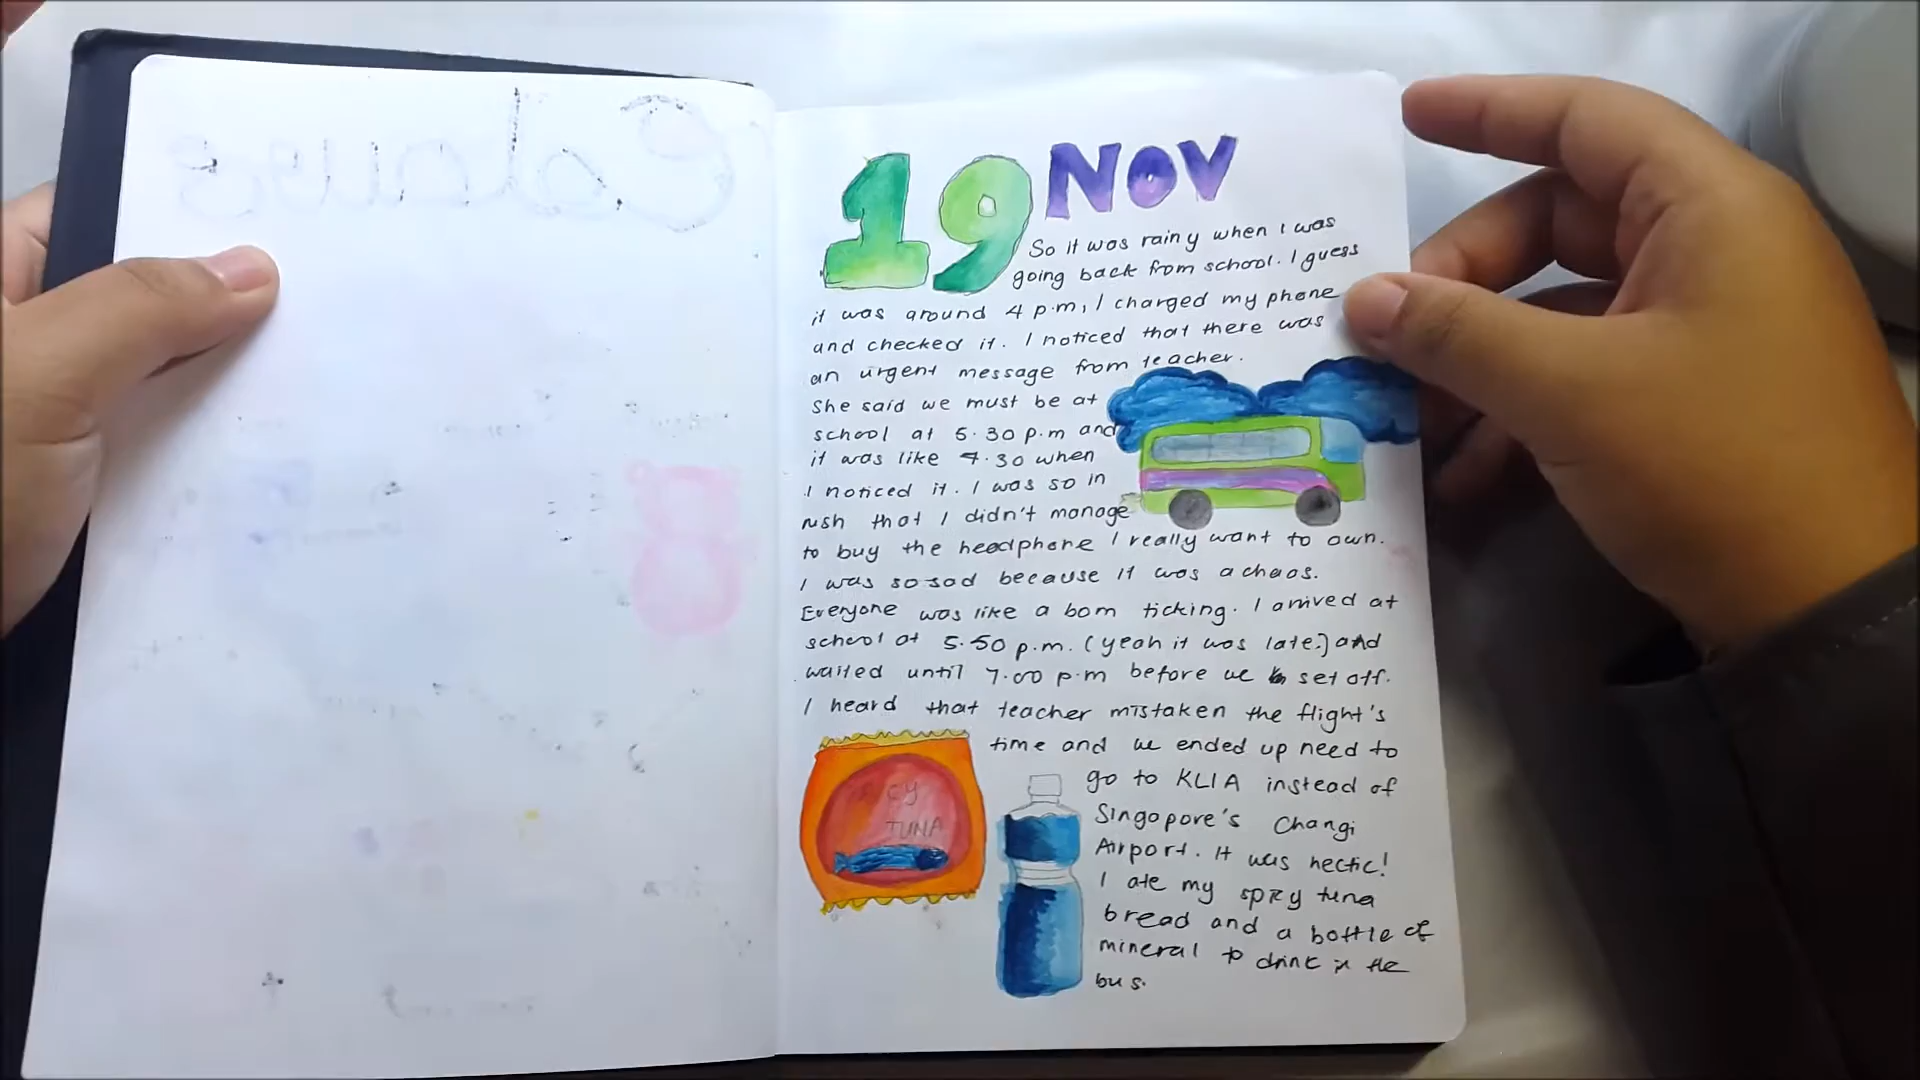 19 NOV
So it was rainy when I was
going back from school. I guess
it was around 4 p.m, I charged my phone
and checked it. I noticed that there was
an urgent message from teacher.
She said we must be at
school at 5.30 p.m and
it was like 4.30 when
I noticed it. I was so in
rush that I didn't manage
to buy the headphone I really want to own.
I was so sad because it was a chaos.
Everyone was like a bom ticking. I arrived at
school at 5.50 p.m. (yeah it was late.) and
waited until 7.00 p.m before we set off.
I heard that teacher mistaken the flight's
time and we ended up need to
go to KLIA instead of
Singapore's Changi
Airport. It was hectic!
I ate my spicy tuna
bread and a bottle of
mineral to drink in the
bus.
CY
TUNA